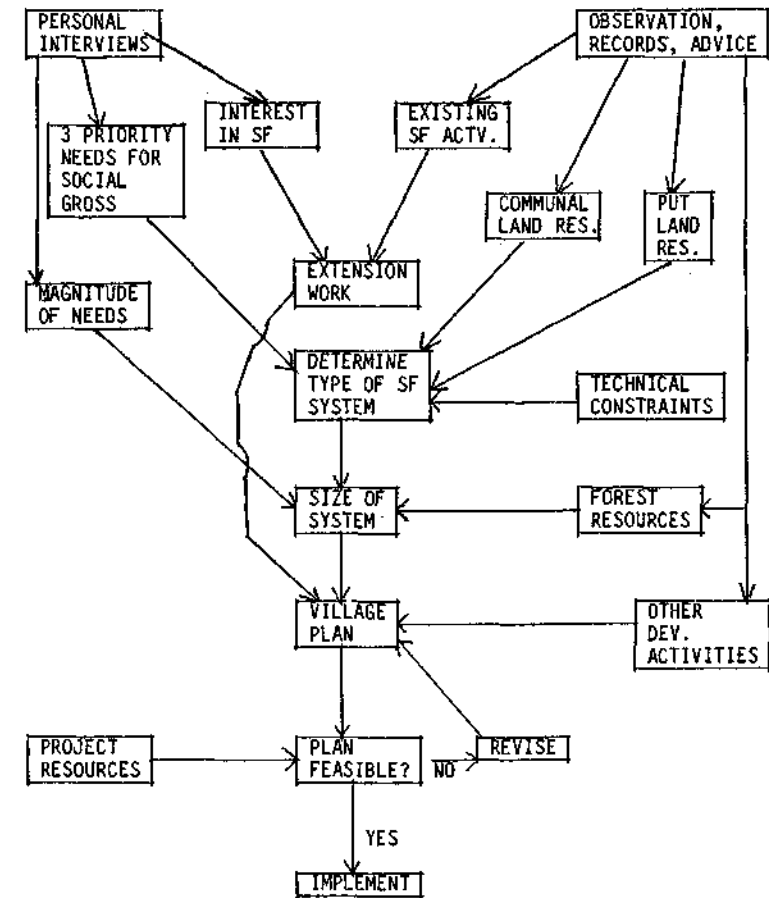 PERSONAL
INTERVIEWS
OBSERVATION,
RECORDS, ADVICE
INTEREST
IN SF
EXISTING
SF ACTV.
3 PRIORITY
NEEDS FOR
SOCIAL
GROSS
COMMUNAL
LAND RES.
PUT
LAND
RES.
EXTENSION
WORK
MAGNITUDE
OF NEEDS
DETERMINE
TYPE OF SF
SYSTEM
TECHNICAL
CONSTRAINTS
SIZE OF
SYSTEM
FOREST
RESOURCES
VILLAGE
PLAN
OTHER
DEV.
ACTIVITIES
PROJECT
RESOURCES
PLAN
FEASIBLE?
NO
REVISE
YES
IMPLEMENT